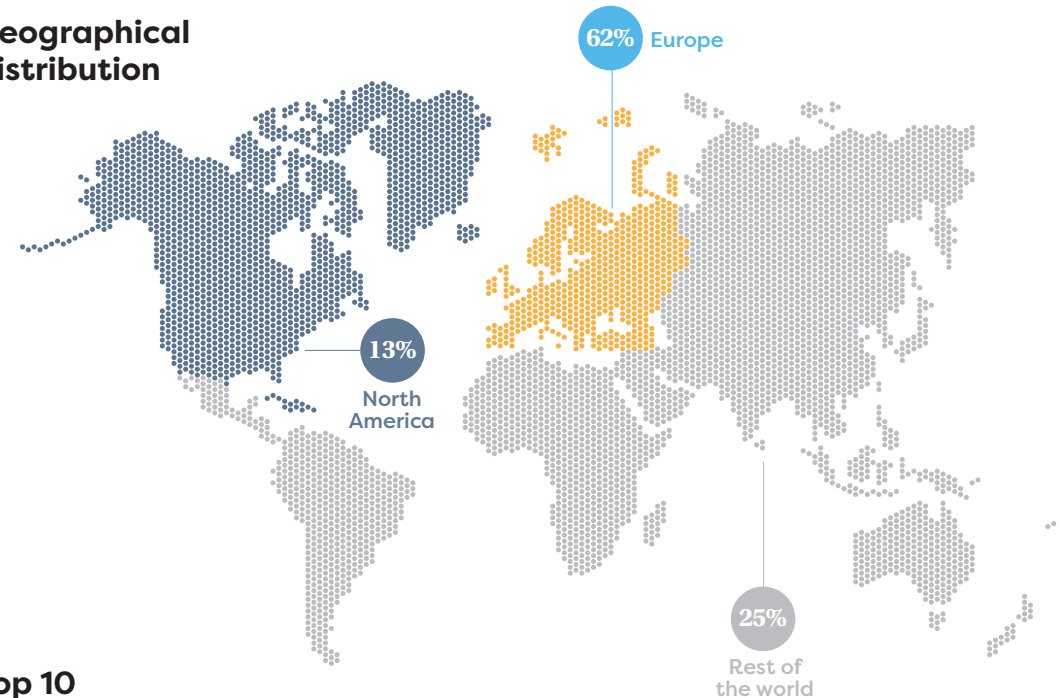 eographical
istribution
62% Europe
13%
North
America
25%
Rest of
the world
op 10